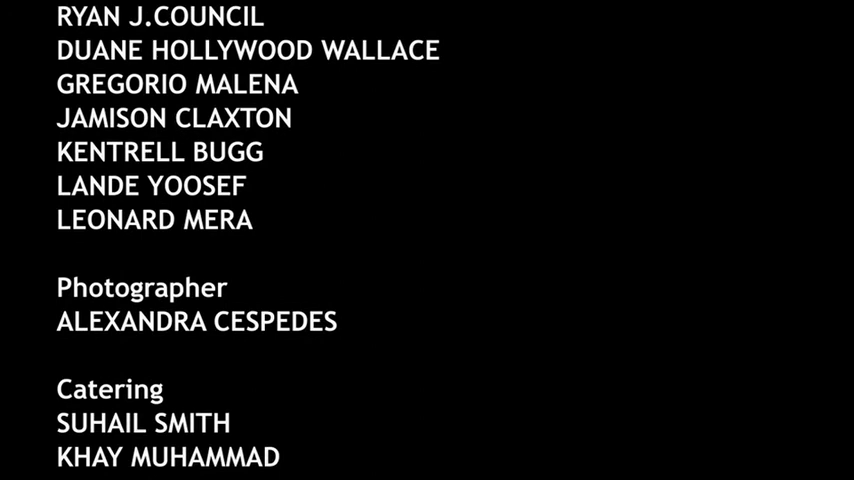 RYAN J.COUNCIL
DUANE HOLLYWOOD WALLACE
GREGORIO MALENA
JAMISON CLAXTON
KENTRELL BUGG
LANDE YOOSEF
LEONARD MERA
Photographer
ALEXANDRA CESPEDES
Catering
SUHAIL SMITH
KHAY MUHAMMAD